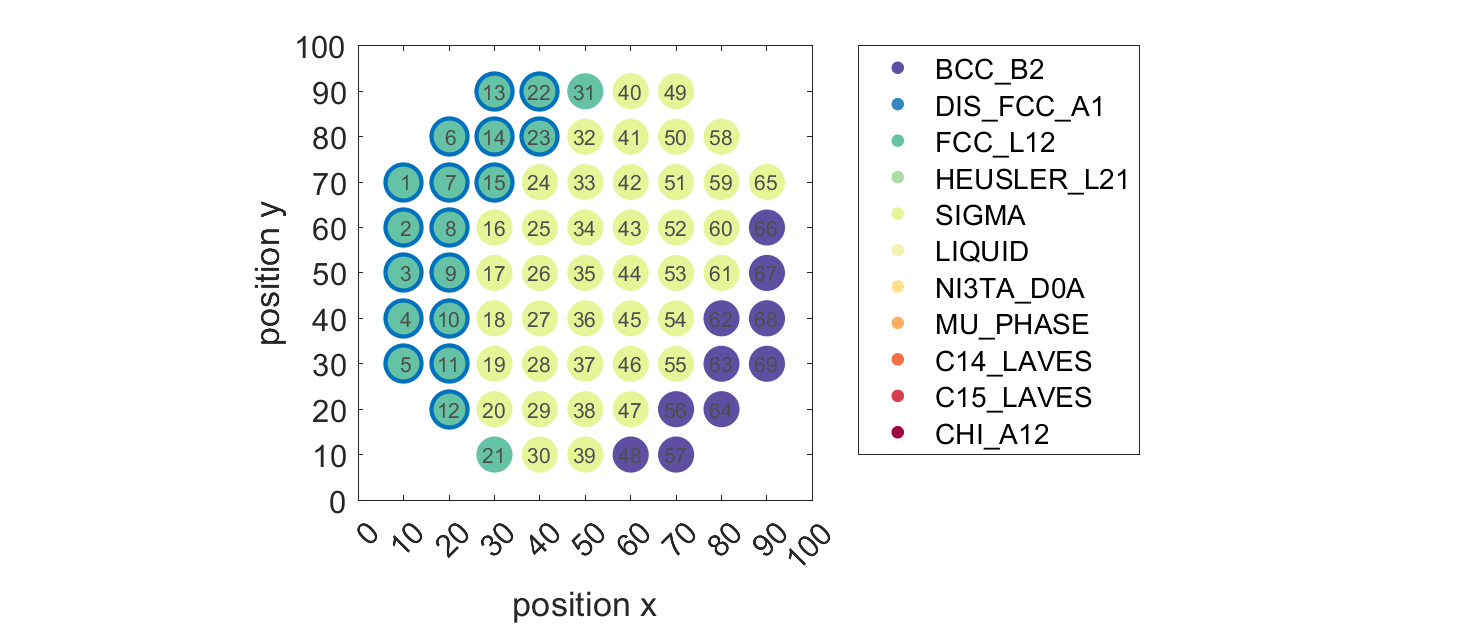 100
90 13 22 31 40 49
80 6 14 23 32 41 50 58
70 1 7 15 24 33 42 51 59 65
60 2 8 16 25 34 43 52 60 66
50 3 9 17 26 35 44 53 61 67
40 4 10 18 27 36 45 54 62 68
30 5 11 19 28 37 46 55 63 69
20 12 20 29 38 47 56 64
10 21 30 39 48 57
0
position y
0 10 20 30 40 50 60 70 80 90 100
position x
BCC_B2
DIS_FCC_A1
FCC_L12
HEUSLER_L21
SIGMA
LIQUID
NI3TA_D0A
MU_PHASE
C14_LAVES
C15_LAVES
CHI_A12